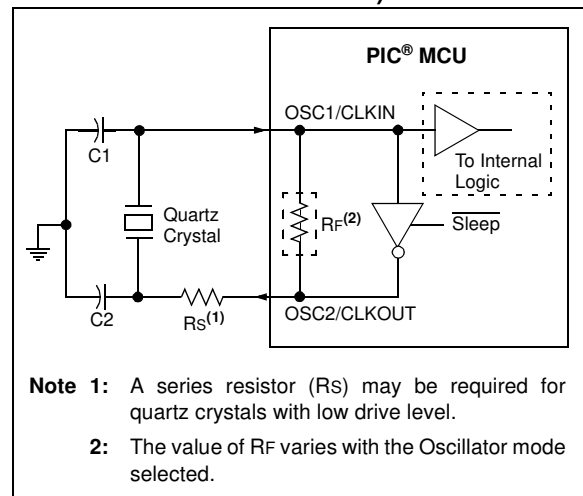 PIC® MCU
OSC1/CLKIN
C1
To Internal
Logic
Quartz
Crystal
RF(2)
Sleep
C2
RS(1)
OSC2/CLKOUT
Note 1: A series resistor (RS) may be required for
quartz crystals with low drive level.
2: The value of RF varies with the Oscillator mode
selected.